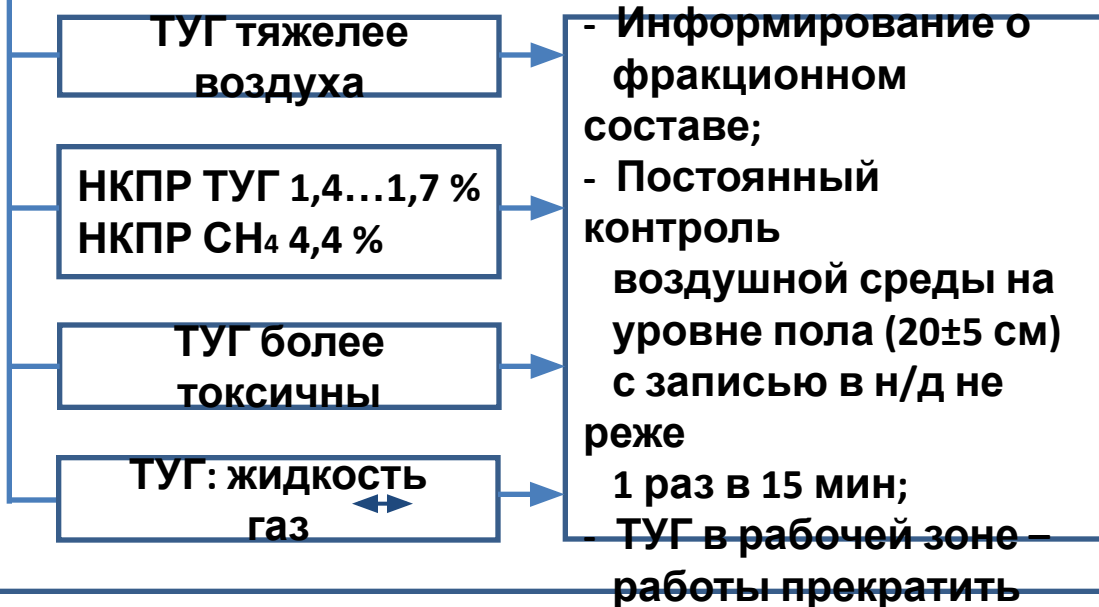 ТУГ тяжелее
воздуха
НКПР ТУГ 1,4…1,7 %
НКПР СН₄ 4,4 %
ТУГ более
токсичны
ТУГ: жидкость
газ
- Информирование о
фракционном
составе;
- Постоянный
контроль
воздушной среды на
уровне пола (20±5 см)
с записью в н/д не
реже
1 раз в 15 мин;
- ТУГ в рабочей зоне –
работы прекратить